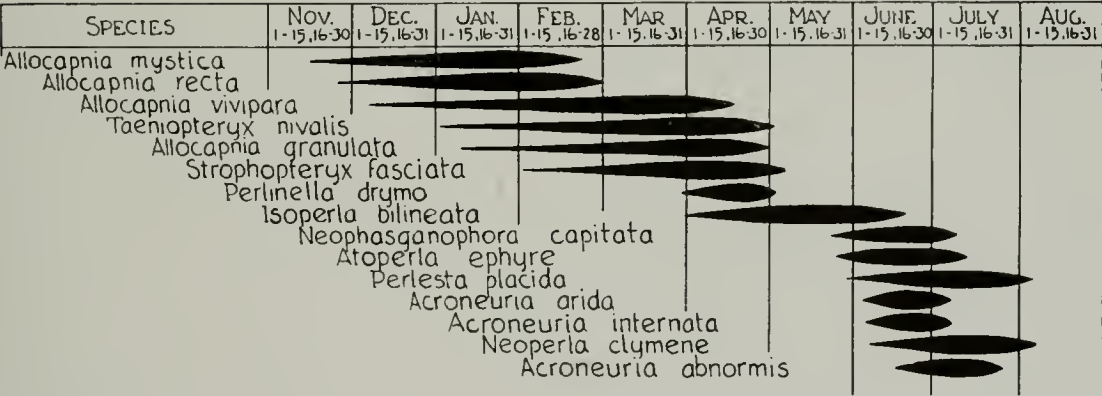 SPECIES NOV. DEC. JAN. FEB. MAR APR. MAY JUNE JULY AUG.
1-15,16-30 1-15,16-31 1-15,16-31 1-15,16-28 1-15.16-31 1-15,16-30 1-15,16-31 1-15,16-30 1-15,16-31 1-15,16-31
Allocapnia mystica
Allocapnia recta
Allocapnia vivipara
Taeniopteryx nivalis
Allocapnia granulata
Strophopteryx fasciata
Perlinella drymo
Isoperla bilineata
Neophasganophora capitata
Atoperla ephyre
Perlesta placida
Acroneuria arida
Acroneuria internata
Neoperla clymene
Acroneuria abnormis